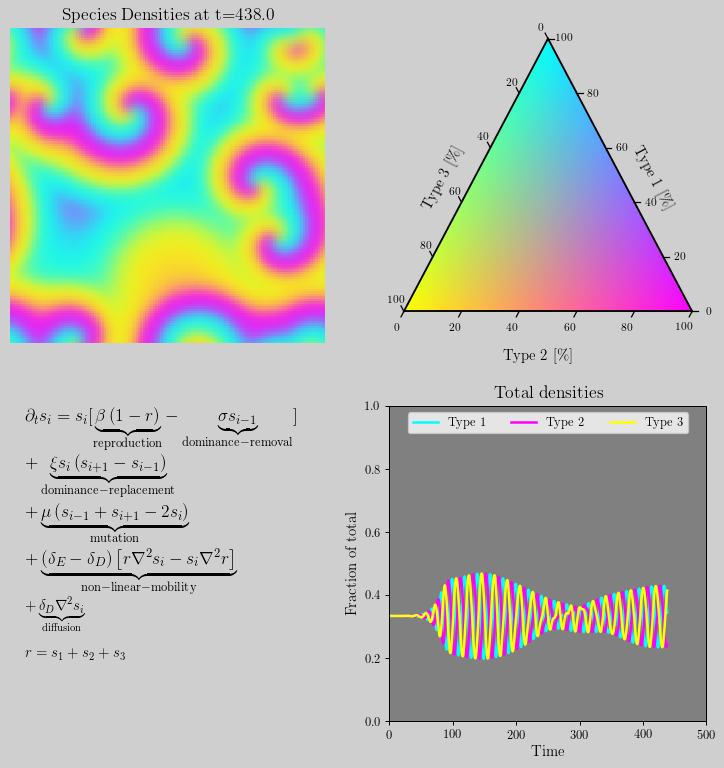 Species Densities at t=438.0
0
100
20
80
40
60
Type 3 [%]
Type 1 [%]
60
40
80
20
100
0
0
20
40
60
80
100
Type 2 [%]
∂ₜsᵢ = sᵢ[ β (1 − r) − σsᵢ₋₁ ]
reproduction dominance−removal
+ ξsᵢ (sᵢ₊₁ − sᵢ₋₁)
dominance−replacement
+ μ (sᵢ₋₁ + sᵢ₊₁ − 2sᵢ)
mutation
+ (δ_E − δ_D) [r∇²sᵢ − sᵢ∇²r]
non−linear−mobility
+ δ_D∇²sᵢ
diffusion
r = s₁ + s₂ + s₃
Total densities
Type 1 Type 2 Type 3
1.0
0.8
0.6
0.4
0.2
0.0
Fraction of total
0 100 200 300 400 500
Time